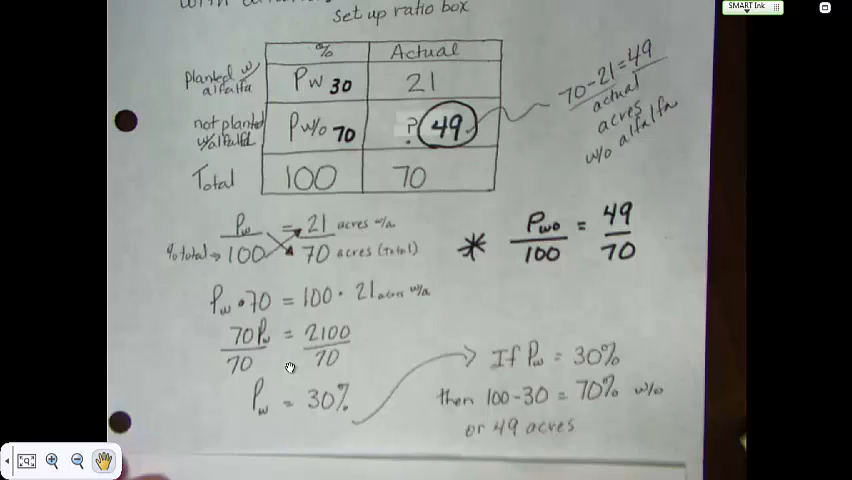 set up ratio box
% Actual
Planted w/ alfalfa Pw 30 21
not planted w/alfalfa Pw/o 70 ? 49
Total 100 70
70-21=49
actual
acres
w/o alfalfa
Pw = 21 acres w/a
% total → 100 70 acres (total)
Pw • 70 = 100 • 21 acres w/a
70Pw = 2100
70 70
Pw = 30%
* Pwo = 49
100 70
If Pw = 30%
then 100-30 = 70% w/o
or 49 acres
SMART Ink